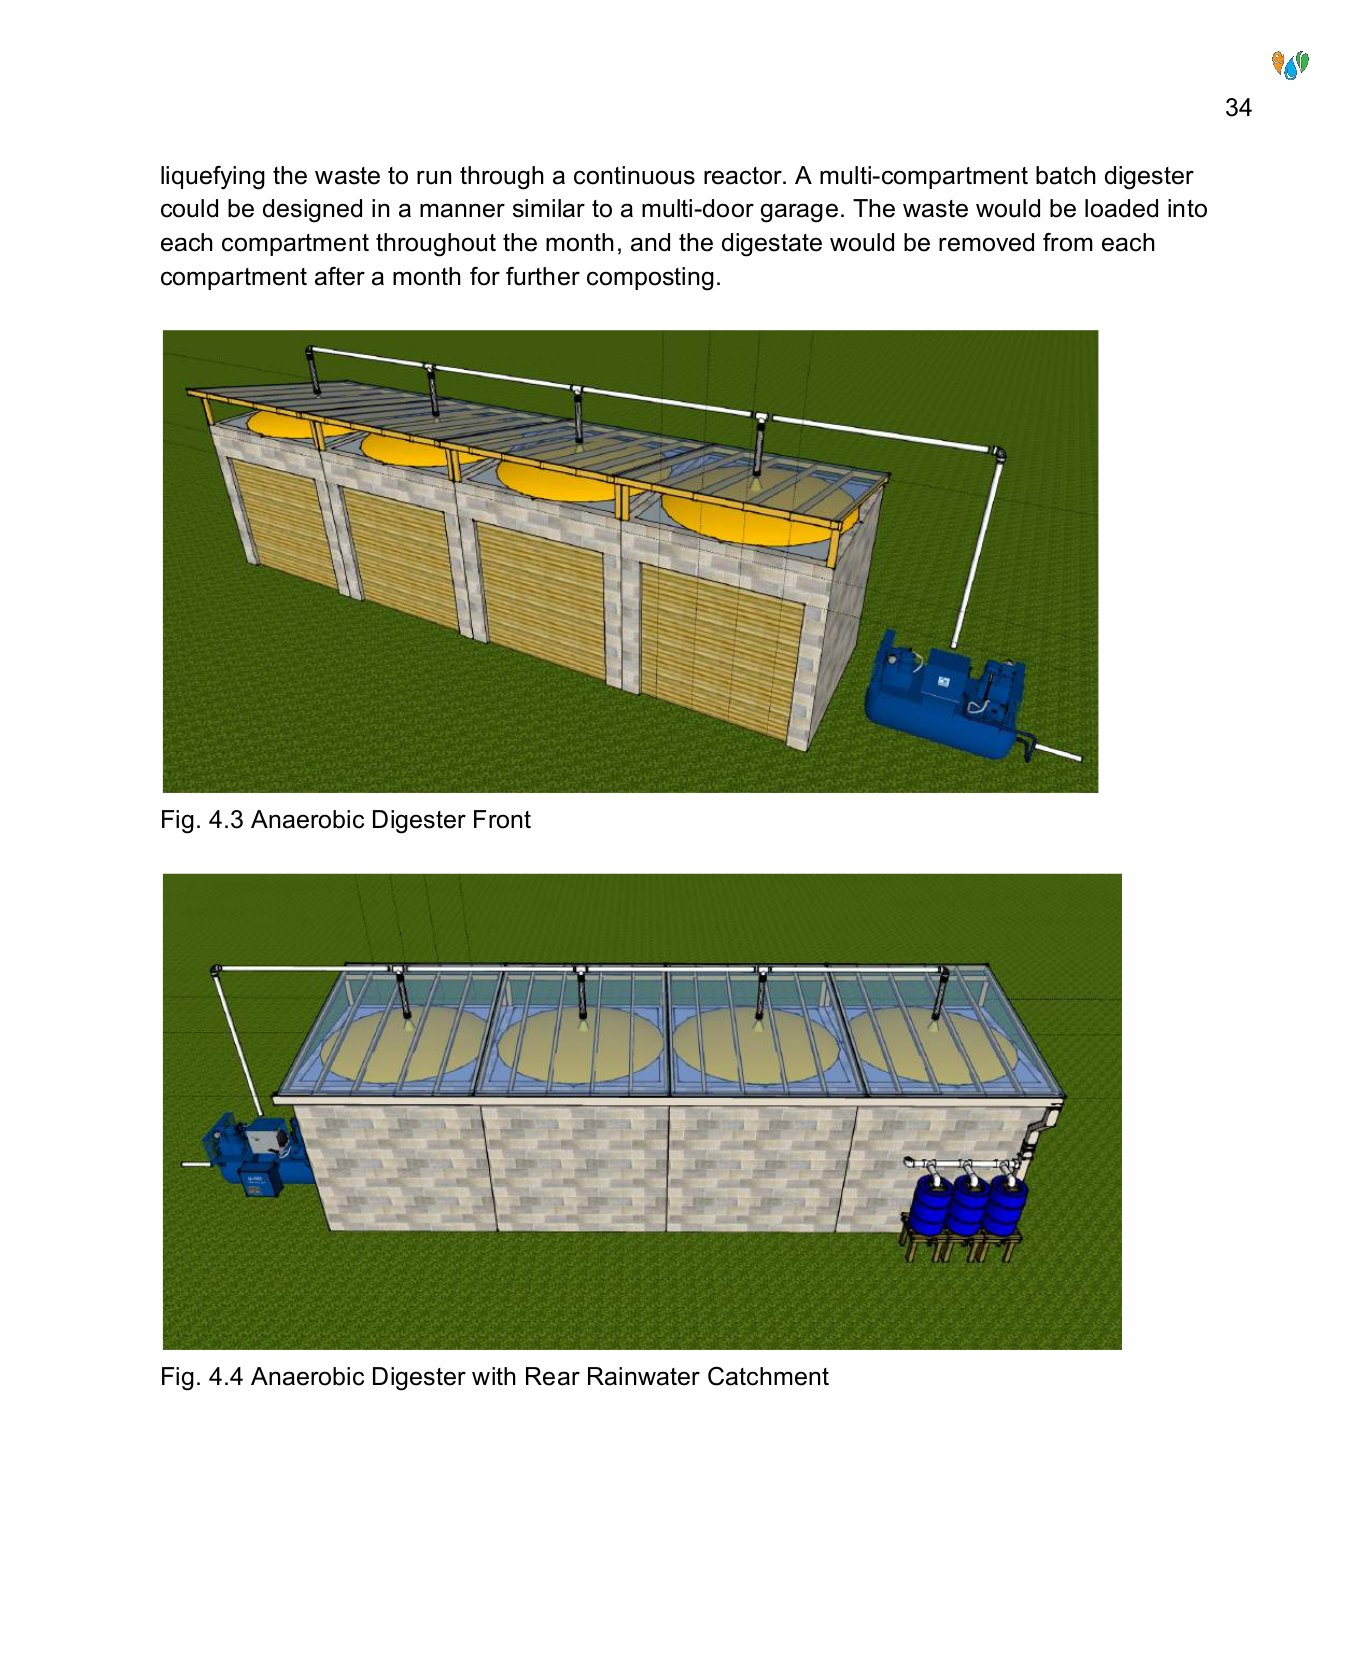 34
liquefying the waste to run through a continuous reactor. A multi-compartment batch digester
could be designed in a manner similar to a multi-door garage. The waste would be loaded into
each compartment throughout the month, and the digestate would be removed from each
compartment after a month for further composting.
Fig. 4.3 Anaerobic Digester Front
Fig. 4.4 Anaerobic Digester with Rear Rainwater Catchment